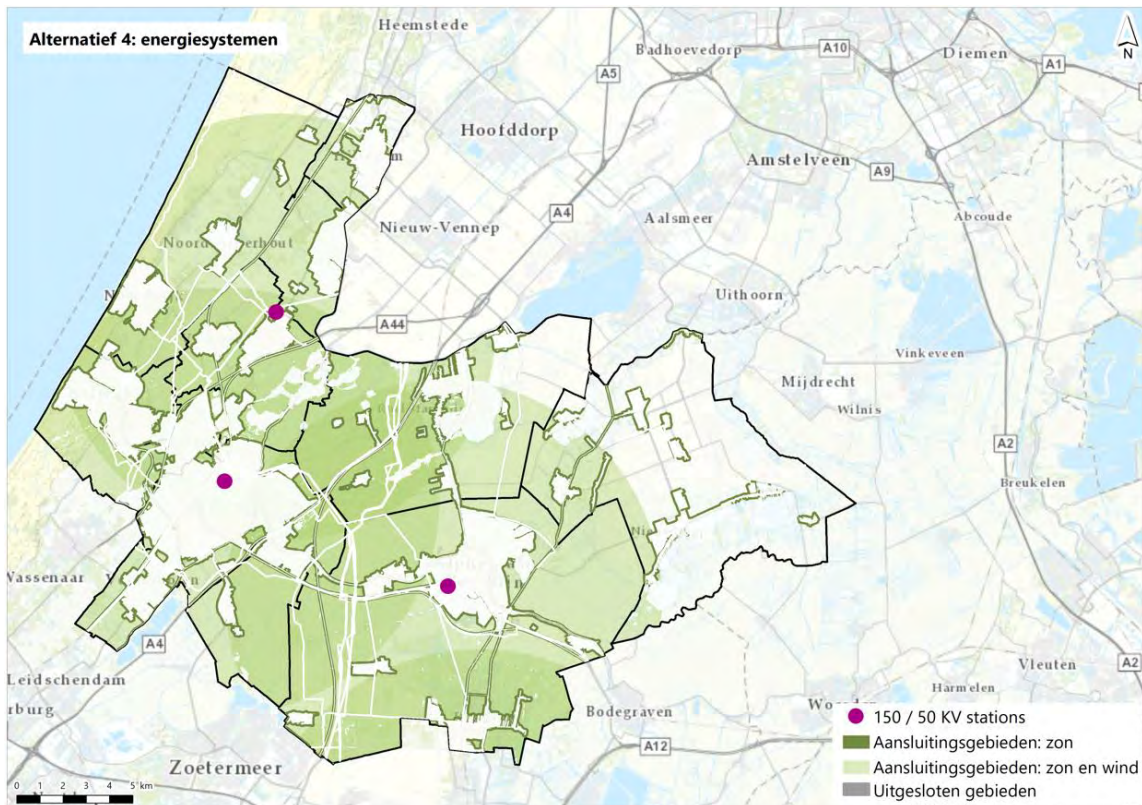 Alternatief 4: energiesystemen
Heemstede
Badhoevedorp
A10
Diemen
A1
N
A5
Hoofddorp
Amstelveen
A9
A4
Aalsmeer
Abcoude
Nieuw-Vennep
Uithoorn
A44
Vinkeveen
Mijdrecht
Wilnis
A2
Breukelen
Wassenaar
A4
Leidschendam
Vleuten
A2
Harmelen
Bodegraven
A12
Zoetermeer
0 1 2 3 4 5 km
150 / 50 KV stations
Aansluitingsgebieden: zon
Aansluitingsgebieden: zon en wind
Uitgesloten gebieden